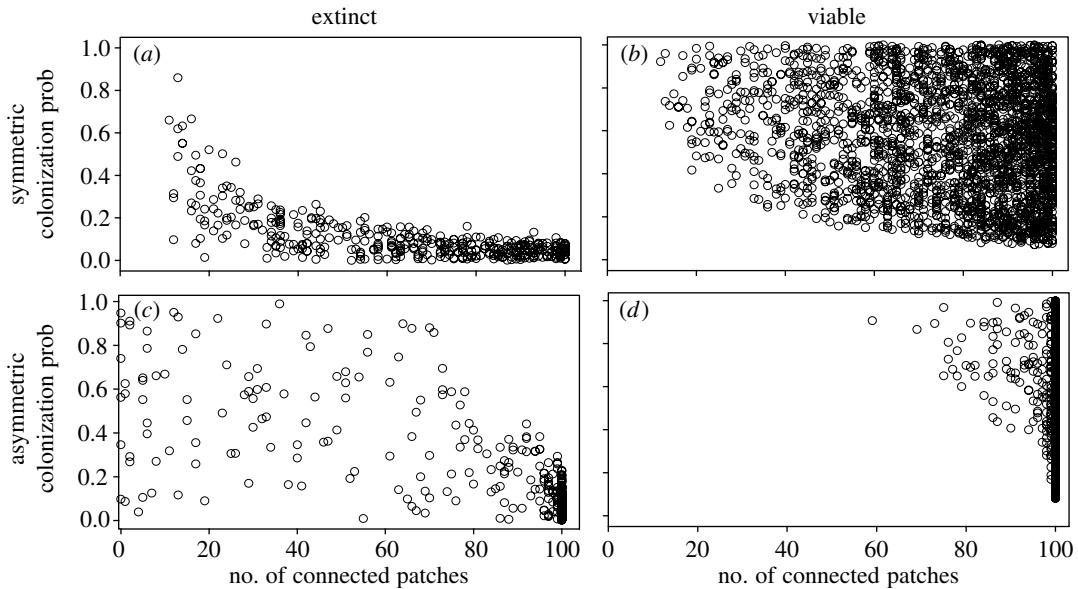 extinct
viable
symmetric
colonization prob
1.0
0.8
0.6
0.4
0.2
0.0
(a)
(b)
asymmetric
colonization prob
1.0
0.8
0.6
0.4
0.2
0.0
(c)
(d)
0
20
40
60
80
100
0
20
40
60
80
100
no. of connected patches
no. of connected patches